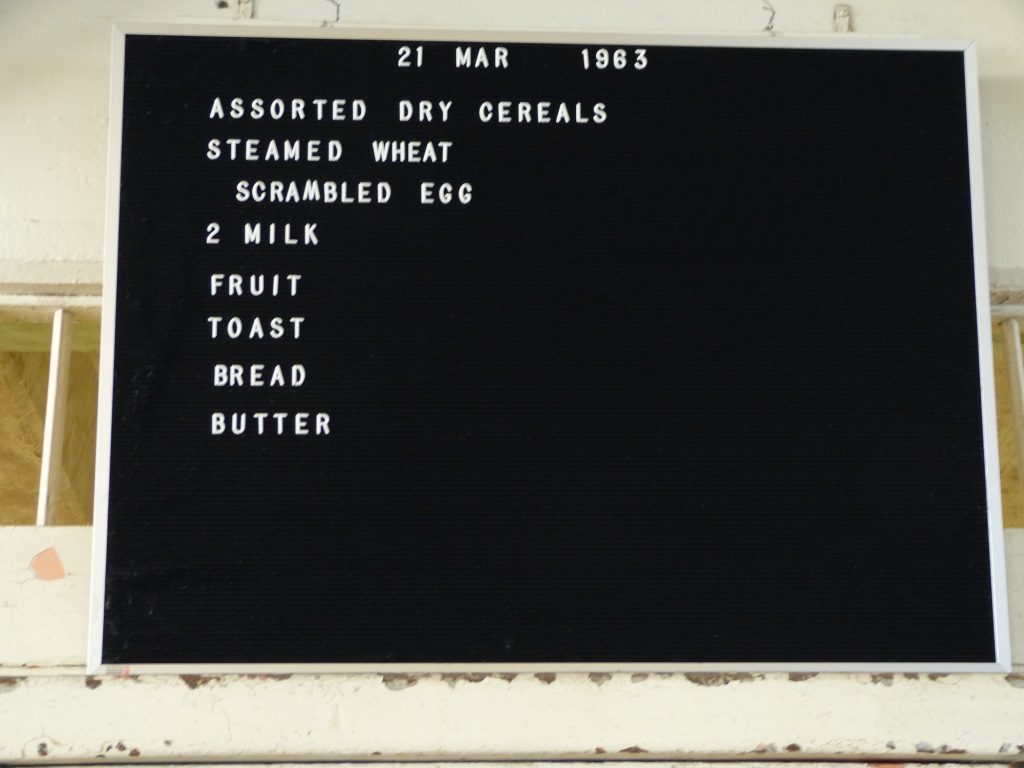 21 MAR 1963
ASSORTED DRY CEREALS
STEAMED WHEAT
SCRAMBLED EGG
2 MILK
FRUIT
TOAST
BREAD
BUTTER